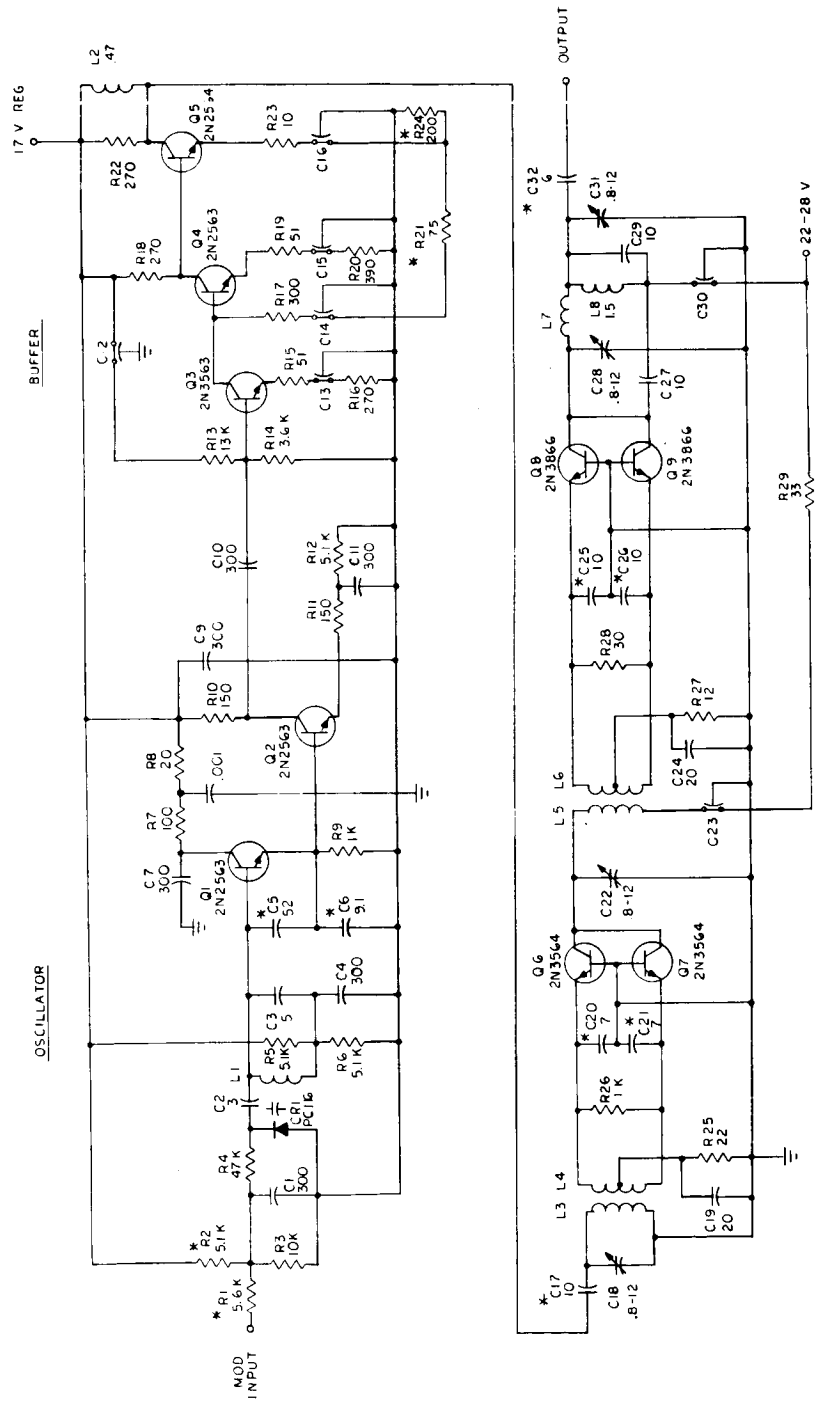 OSCILLATOR
BUFFER
17 V REG
MOD
INPUT
* R1
5.6 K
* R2
5.1 K
R3
10K
R4
47K
C1
300
C2
3
CR1
PC116
L1
R5
5.1K
R6
5.1K
C3
5
C4
300
* C5
52
* C6
9.1
C7
300
Q1
2N2563
R7
100
R8
20
.001
R9
1K
R10
150
C9
300
Q2
2N2563
R11
150
R12
5.1K
C11
300
C10
300
R13
13K
R14
3.6K
Q3
2N3563
R15
51
C13
R16
270
R17
300
C14
R18
270
Q4
2N2563
R19
51
C15
R20
390
* R21
75
R22
270
Q5
R23
10
C16
* R24
200
L2
.47
* C17
10
C18
.8-12
L3
L4
C19
20
R25
22
R26
1K
* C20
7
* C21
7
Q6
2N3564
Q7
2N3564
C22
8-12
L5
L6
C23
C24
20
R27
12
R28
30
* C25
10
* C26
10
Q8
2N3866
Q9
2N3866
C27
10
C28
.8-12
L7
L8
1.5
C29
10
C30
C31
.8-12
* C32
6
OUTPUT
22-28 V
R29
33